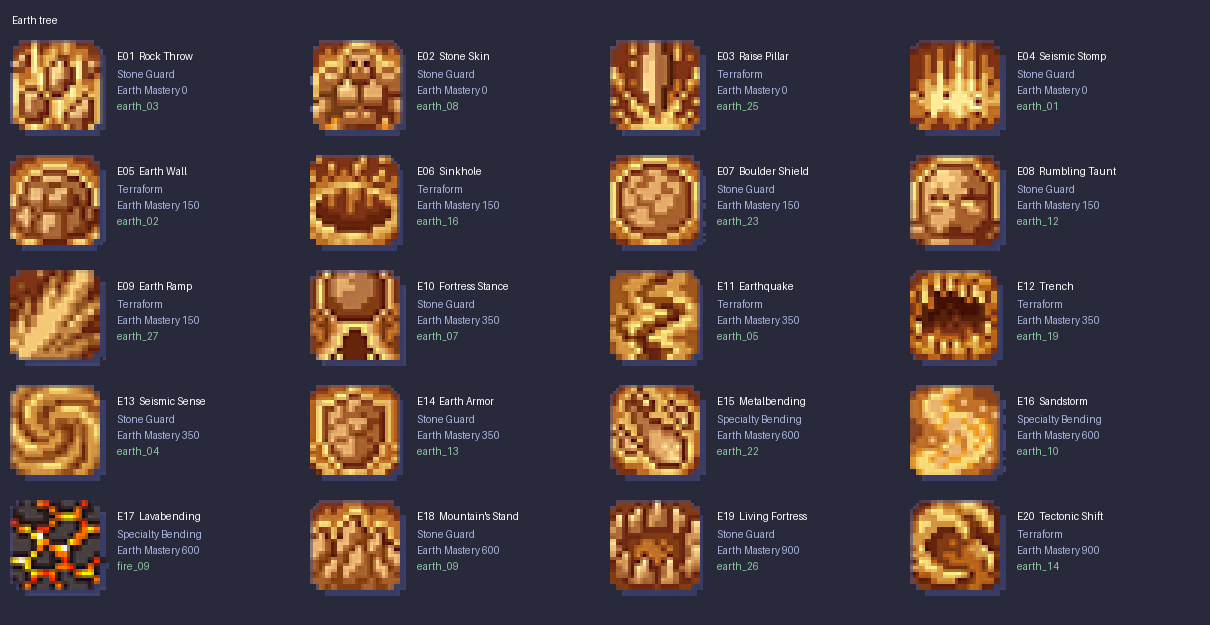 Earth tree
E01 Rock Throw
Stone Guard
Earth Mastery 0
earth_03
E02 Stone Skin
Stone Guard
Earth Mastery 0
earth_08
E03 Raise Pillar
Terraform
Earth Mastery 0
earth_25
E04 Seismic Stomp
Stone Guard
Earth Mastery 0
earth_01
E05 Earth Wall
Terraform
Earth Mastery 150
earth_02
E06 Sinkhole
Terraform
Earth Mastery 150
earth_16
E07 Boulder Shield
Stone Guard
Earth Mastery 150
earth_23
E08 Rumbling Taunt
Stone Guard
Earth Mastery 150
earth_12
E09 Earth Ramp
Terraform
Earth Mastery 150
earth_27
E10 Fortress Stance
Stone Guard
Earth Mastery 350
earth_07
E11 Earthquake
Terraform
Earth Mastery 350
earth_05
E12 Trench
Terraform
Earth Mastery 350
earth_19
E13 Seismic Sense
Stone Guard
Earth Mastery 350
earth_04
E14 Earth Armor
Stone Guard
Earth Mastery 350
earth_13
E15 Metalbending
Specialty Bending
Earth Mastery 600
earth_22
E16 Sandstorm
Specialty Bending
Earth Mastery 600
earth_10
E17 Lavabending
Specialty Bending
Earth Mastery 600
fire_09
E18 Mountain's Stand
Stone Guard
Earth Mastery 600
earth_09
E19 Living Fortress
Stone Guard
Earth Mastery 900
earth_26
E20 Tectonic Shift
Terraform
Earth Mastery 900
earth_14